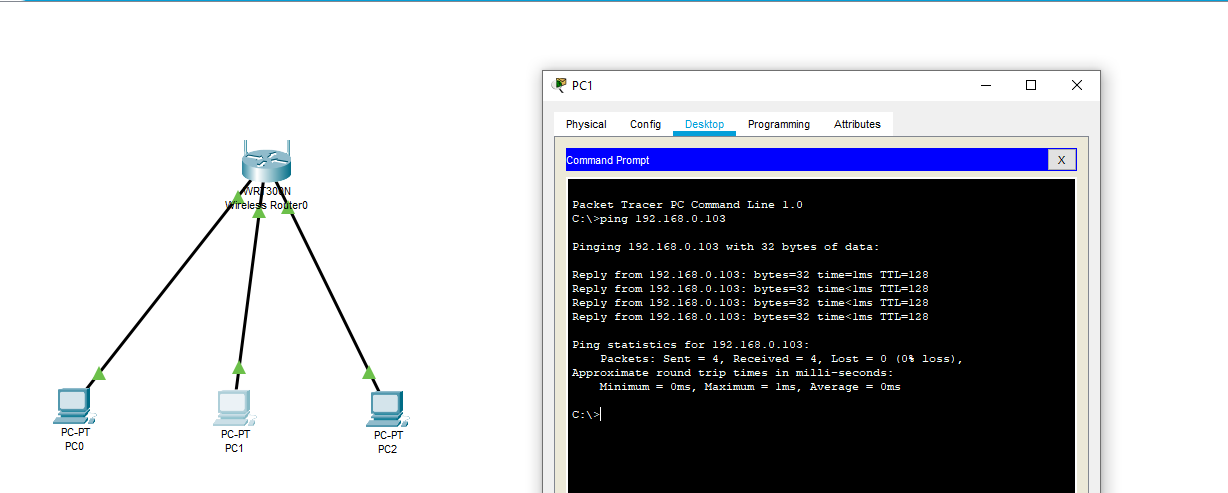 WRT300N
Wireless Router0
PC-PT
PC0
PC-PT
PC1
PC-PT
PC2
PC1
Physical Config Desktop Programming Attributes
Command Prompt X
Packet Tracer PC Command Line 1.0
C:\>ping 192.168.0.103
Pinging 192.168.0.103 with 32 bytes of data:
Reply from 192.168.0.103: bytes=32 time=1ms TTL=128
Reply from 192.168.0.103: bytes=32 time<1ms TTL=128
Reply from 192.168.0.103: bytes=32 time<1ms TTL=128
Reply from 192.168.0.103: bytes=32 time<1ms TTL=128
Ping statistics for 192.168.0.103:
Packets: Sent = 4, Received = 4, Lost = 0 (0% loss),
Approximate round trip times in milli-seconds:
Minimum = 0ms, Maximum = 1ms, Average = 0ms
C:\>